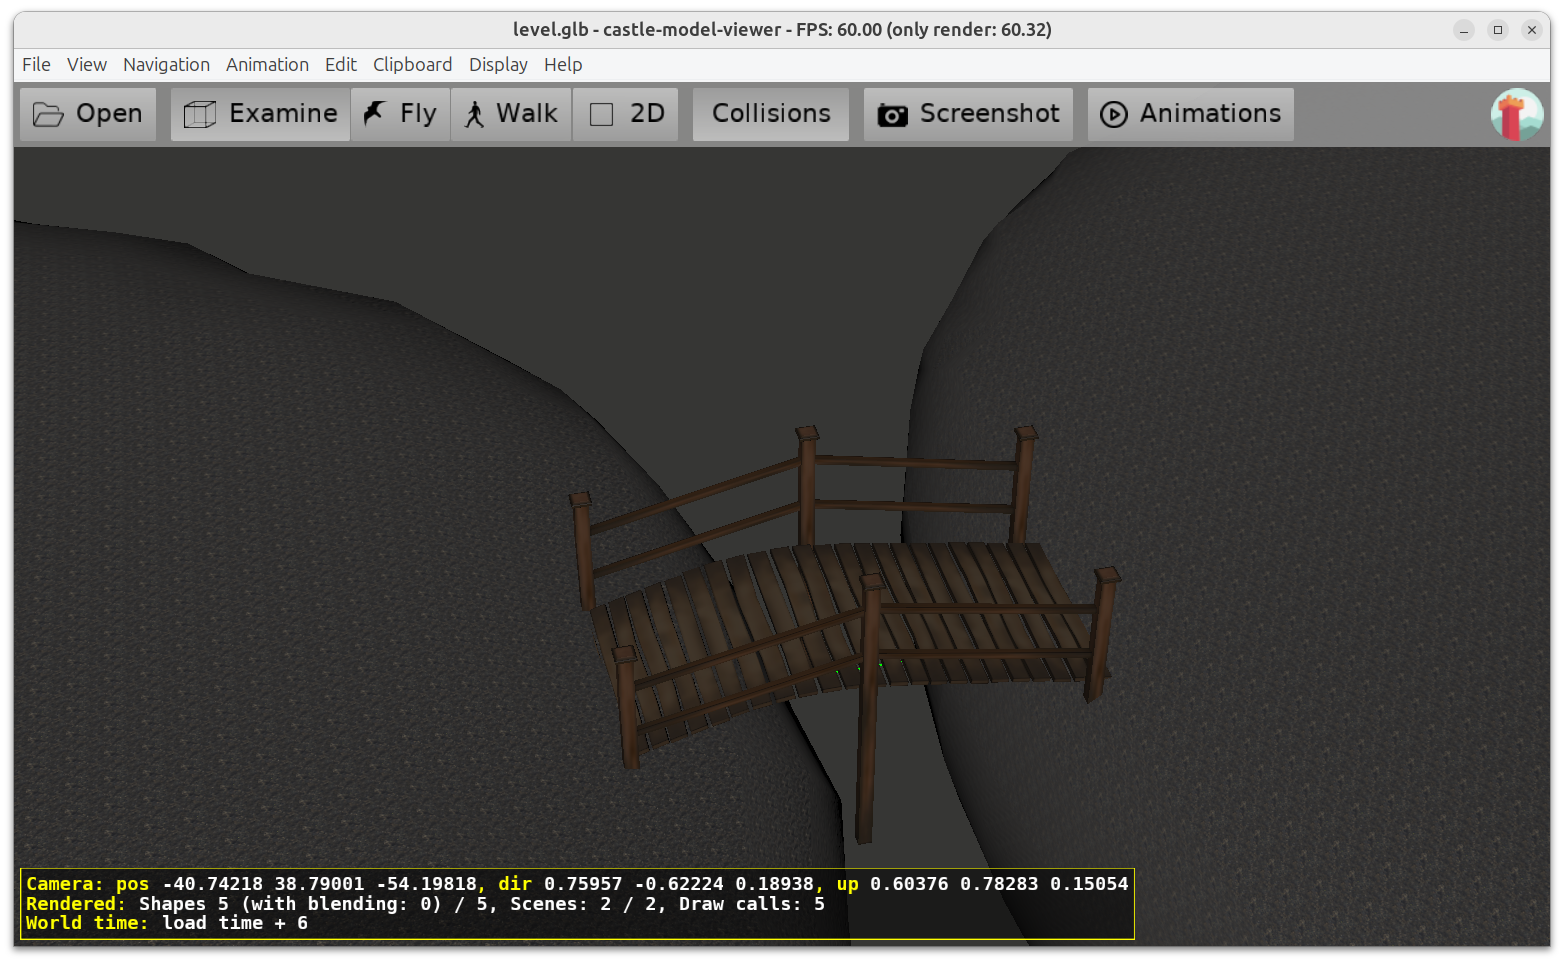 level.glb - castle-model-viewer - FPS: 60.00 (only render: 60.32)
File View Navigation Animation Edit Clipboard Display Help
Open Examine Fly Walk 2D Collisions Screenshot Animations
Camera: pos -40.74218 38.79001 -54.19818, dir 0.75957 -0.62224 0.18938, up 0.60376 0.78283 0.15054
Rendered: Shapes 5 (with blending: 0) / 5, Scenes: 2 / 2, Draw calls: 5
World time: load time + 6